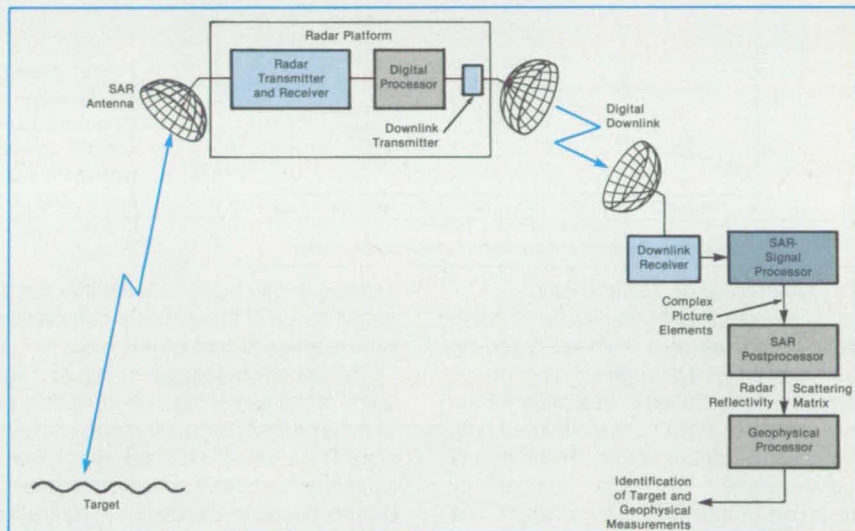 Radar Platform
SAR
Antenna
Radar
Transmitter
and Receiver
Digital
Processor
Downlink
Transmitter
Digital
Downlink
Downlink
Receiver
SAR-
Signal
Processor
Complex
Picture
Elements
SAR
Postprocessor
Radar
Reflectivity
Scattering
Matrix
Geophysical
Processor
Identification
of Target and
Geophysical
Measurements
Target